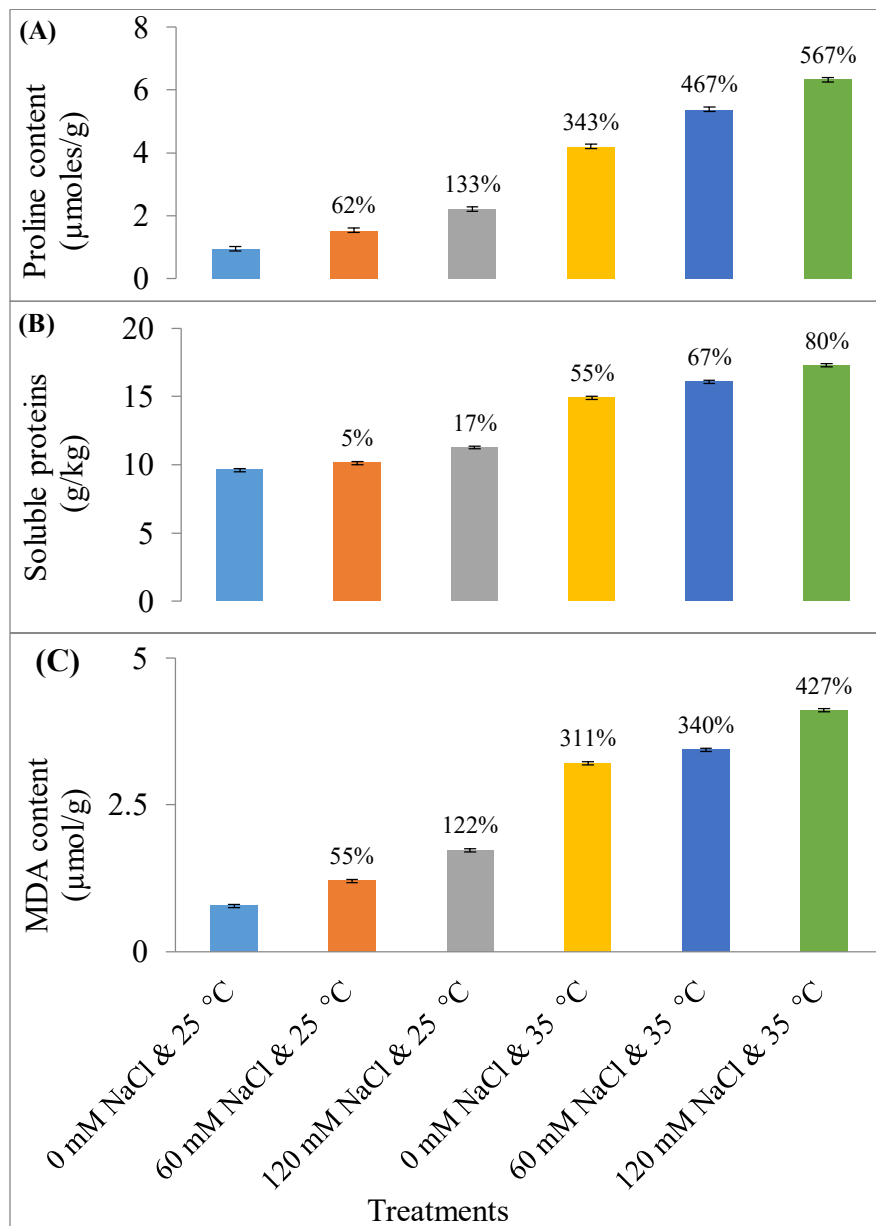 (A)
Proline content
(μmoles/g)
8
6
4
2
0
62%
133%
343%
467%
567%
(B)
Soluble proteins
(g/kg)
20
15
10
5
0
5%
17%
55%
67%
80%
(C)
MDA content
(μmol/g)
5
2.5
0
55%
122%
311%
340%
427%
0 mM NaCl & 25 °C
60 mM NaCl & 25 °C
120 mM NaCl & 25 °C
0 mM NaCl & 35 °C
60 mM NaCl & 35 °C
120 mM NaCl & 35 °C
Treatments